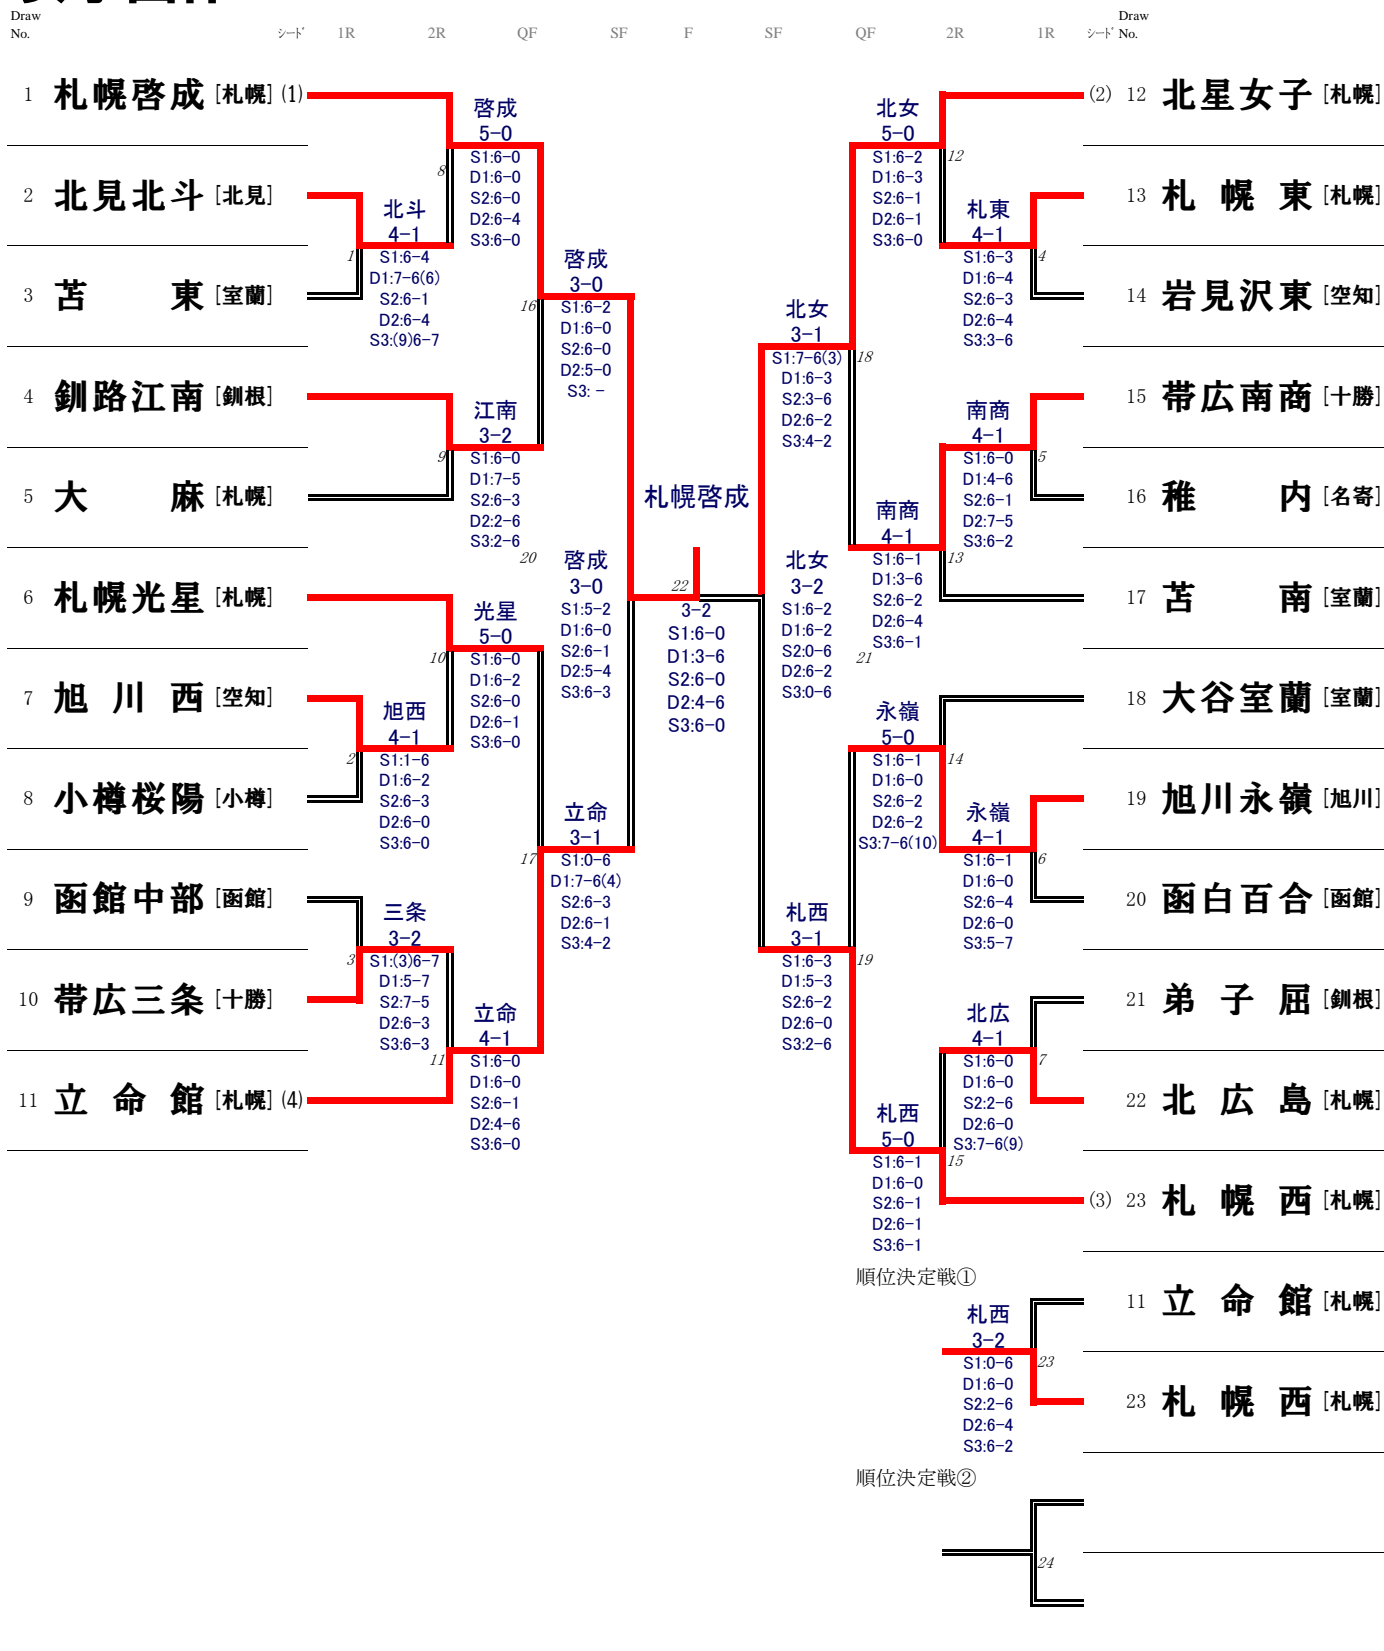 Draw
No.
ｼｰﾄﾞ 1R 2R QF SF F SF QF 2R 1R ｼｰﾄﾞ
Draw
No.
1 札幌啓成 [札幌] (1)
2 北見北斗 [北見]
3 苫東 [室蘭]
4 釧路江南 [釧根]
5 大麻 [札幌]
6 札幌光星 [札幌]
7 旭川西 [空知]
8 小樽桜陽 [小樽]
9 函館中部 [函館]
10 帯広三条 [十勝]
11 立命館 [札幌] (4)
1
北斗
4-1
S1:6-4
D1:7-6(6)
S2:6-1
D2:6-4
S3:(9)6-7
2
旭西
4-1
S1:1-6
D1:6-2
S2:6-3
D2:6-0
S3:6-0
3
三条
3-2
S1:(3)6-7
D1:5-7
S2:7-5
D2:6-3
S3:6-3
8
啓成
5-0
S1:6-0
D1:6-0
S2:6-0
D2:6-4
S3:6-0
9
江南
3-2
S1:6-0
D1:7-5
S2:6-3
D2:2-6
S3:2-6
10
光星
5-0
S1:6-0
D1:6-2
S2:6-0
D2:6-1
S3:6-0
11
立命
4-1
S1:6-0
D1:6-0
S2:6-1
D2:4-6
S3:6-0
16
啓成
3-0
S1:6-2
D1:6-0
S2:6-0
D2:5-0
S3: -
17
立命
3-1
S1:0-6
D1:7-6(4)
S2:6-3
D2:6-1
S3:4-2
20
啓成
3-0
S1:5-2
D1:6-0
S2:6-1
D2:5-4
S3:6-3
札幌啓成
22
3-2
S1:6-0
D1:3-6
S2:6-0
D2:4-6
S3:6-0
北女
3-1
S1:7-6(3)
D1:6-3
S2:3-6
D2:6-2
S3:4-2
18
北女
3-2
S1:6-2
D1:6-2
S2:0-6
D2:6-2
S3:0-6
21
札西
3-1
S1:6-3
D1:5-3
S2:6-2
D2:6-0
S3:2-6
19
北女
5-0
S1:6-2
D1:6-3
S2:6-1
D2:6-1
S3:6-0
12
南商
4-1
S1:6-1
D1:3-6
S2:6-2
D2:6-4
S3:6-1
13
永嶺
5-0
S1:6-1
D1:6-0
S2:6-2
D2:6-2
S3:7-6(10)
14
札西
5-0
S1:6-1
D1:6-0
S2:6-1
D2:6-1
S3:6-1
15
札東
4-1
S1:6-3
D1:6-4
S2:6-3
D2:6-4
S3:3-6
4
南商
4-1
S1:6-0
D1:4-6
S2:6-1
D2:7-5
S3:6-2
5
永嶺
4-1
S1:6-1
D1:6-0
S2:6-4
D2:6-0
S3:5-7
6
北広
4-1
S1:6-0
D1:6-0
S2:2-6
D2:6-0
S3:7-6(9)
7
(2) 12 北星女子 [札幌]
13 札幌東 [札幌]
14 岩見沢東 [空知]
15 帯広南商 [十勝]
16 稚内 [名寄]
17 苫南 [室蘭]
18 大谷室蘭 [室蘭]
19 旭川永嶺 [旭川]
20 函白百合 [函館]
21 弟子屈 [釧根]
22 北広島 [札幌]
(3) 23 札幌西 [札幌]
順位決定戦①
11 立命館 [札幌]
23 札幌西 [札幌]
札西
3-2
S1:0-6
D1:6-0
S2:2-6
D2:6-4
S3:6-2
23
順位決定戦②
24